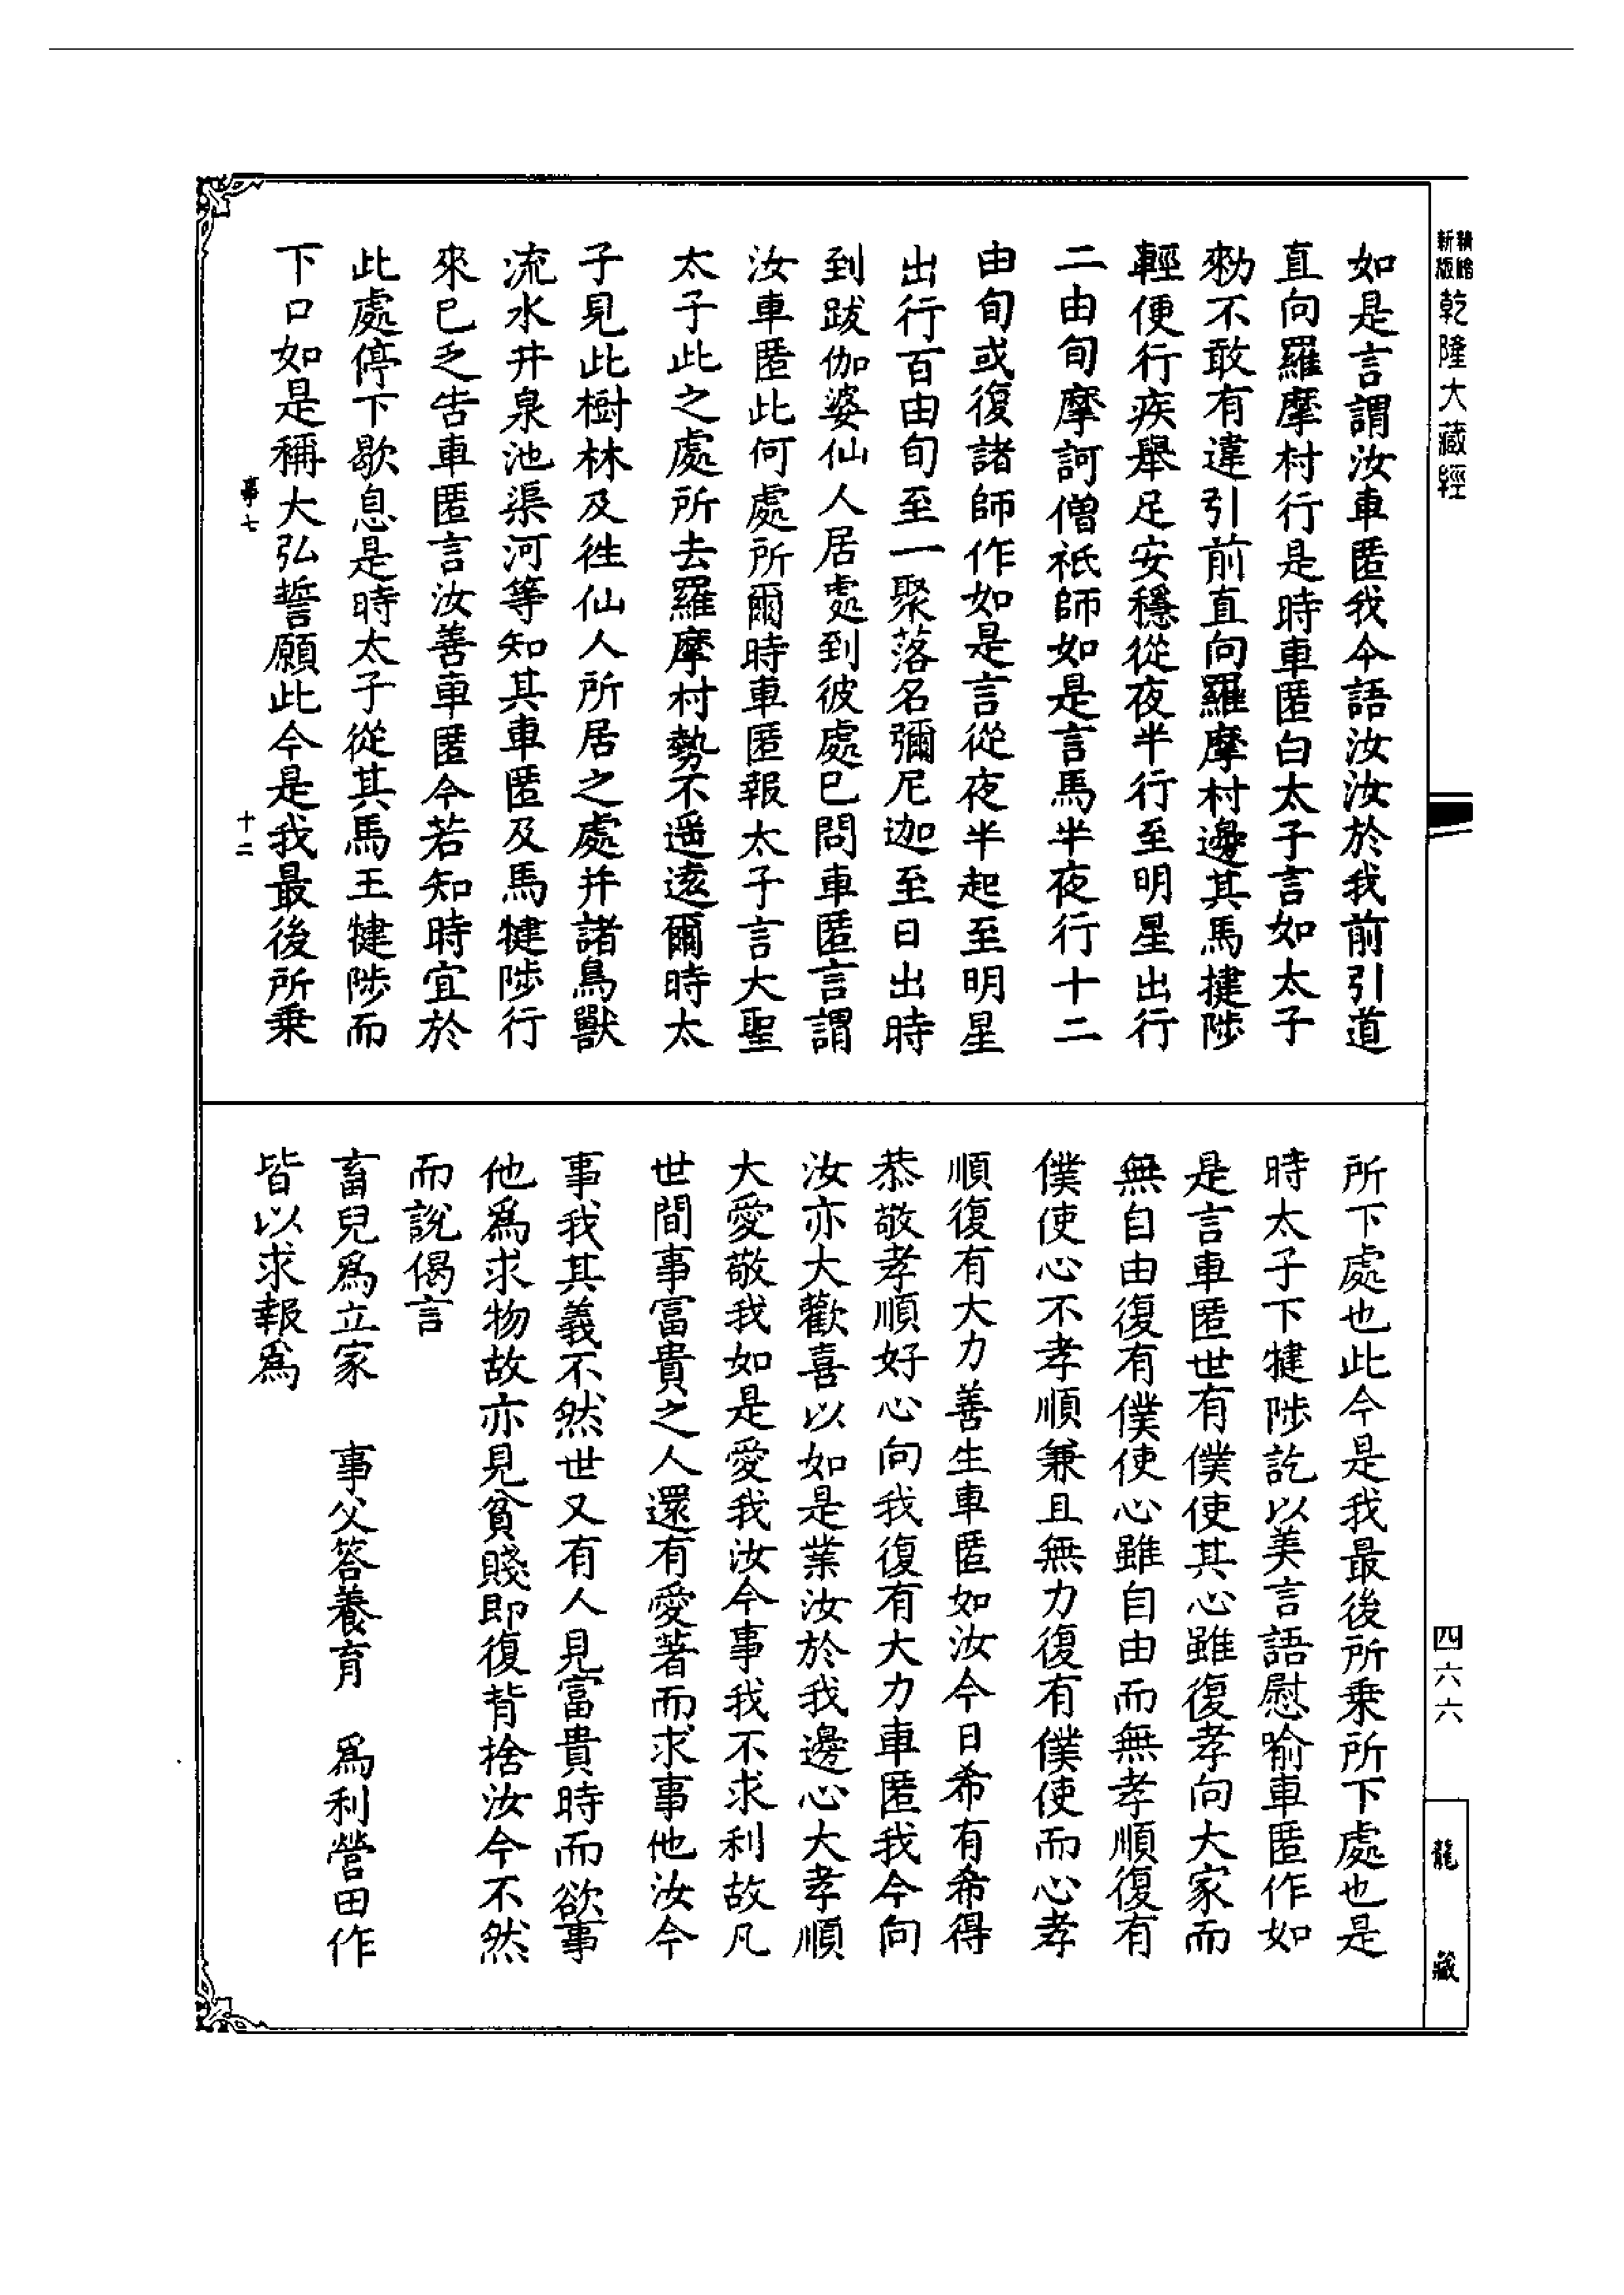 精繪
新版
乾隆大藏經
如是言謂汝車匿我今語汝汝於我前引道
直向羅摩村行是時車匿白太子言如太子
勑不敢有違引前直向羅摩村邊其馬揵陟
輕便行疾舉足安穩從夜半行至明星出行
二由旬摩訶僧祇師如是言馬半夜行十二
由旬或復諸師作如是言從夜半起至明星
出行百由旬至一聚落名彌尼迦至日出時
到跋伽婆仙人居處到彼處已問車匿言謂
汝車匿此何處所爾時車匿報太子言大聖
太子此之處所去羅摩村勢不遥遠爾時太
子見此樹林及徃仙人所居之處并諸鳥獸
流水井泉池渠河等知其車匿及馬犍陟行
來已乏告車匿言汝善車匿今若知時宜於
此處停下歇息是時太子從其馬王犍陟而
下口如是稱大弘誓願此今是我最後所乗
事七
十二
所下處也此今是我最後所乗所下處也是
時太子下犍陟訖以美言語慰喻車匿作如
是言車匿世有僕使其心雖復孝向大家而
無自由復有僕使心雖自由而無孝順復有
僕使心不孝順兼且無力復有僕使而心孝
順復有大力善生車匿如汝今日希有希得
恭敬孝順好心向我復有大力車匿我今向
汝亦大歡喜以如是業汝於我邊心大孝順
大愛敬我如是愛我汝今事我不求利故凡
世間事富貴之人還有愛著而求事他汝今
事我其義不然世又有人見富貴時而欲事
他爲求物故亦見貧賤即復背捨汝今不然
而說偈言
畜兒爲立家　事父答養育　爲利營田作
皆以求報爲
四六六
龍藏